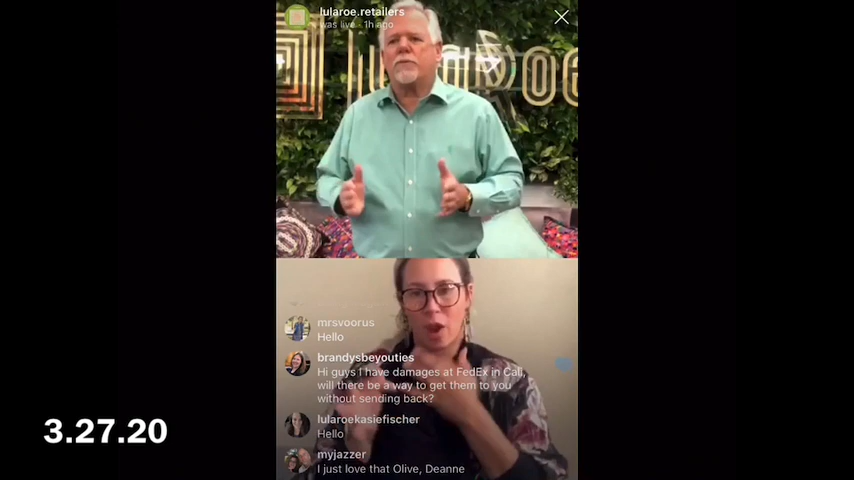 lularoe.retailers
was live · 1h ago
mrsvoorus
Hello
brandysbeyouties
Hi guys I have damages at FedEx in Cali,
will there be a way to get them to you
without sending back?
lularoekasiefischer
Hello
myjazzer
I just love that Olive, Deanne
3.27.20